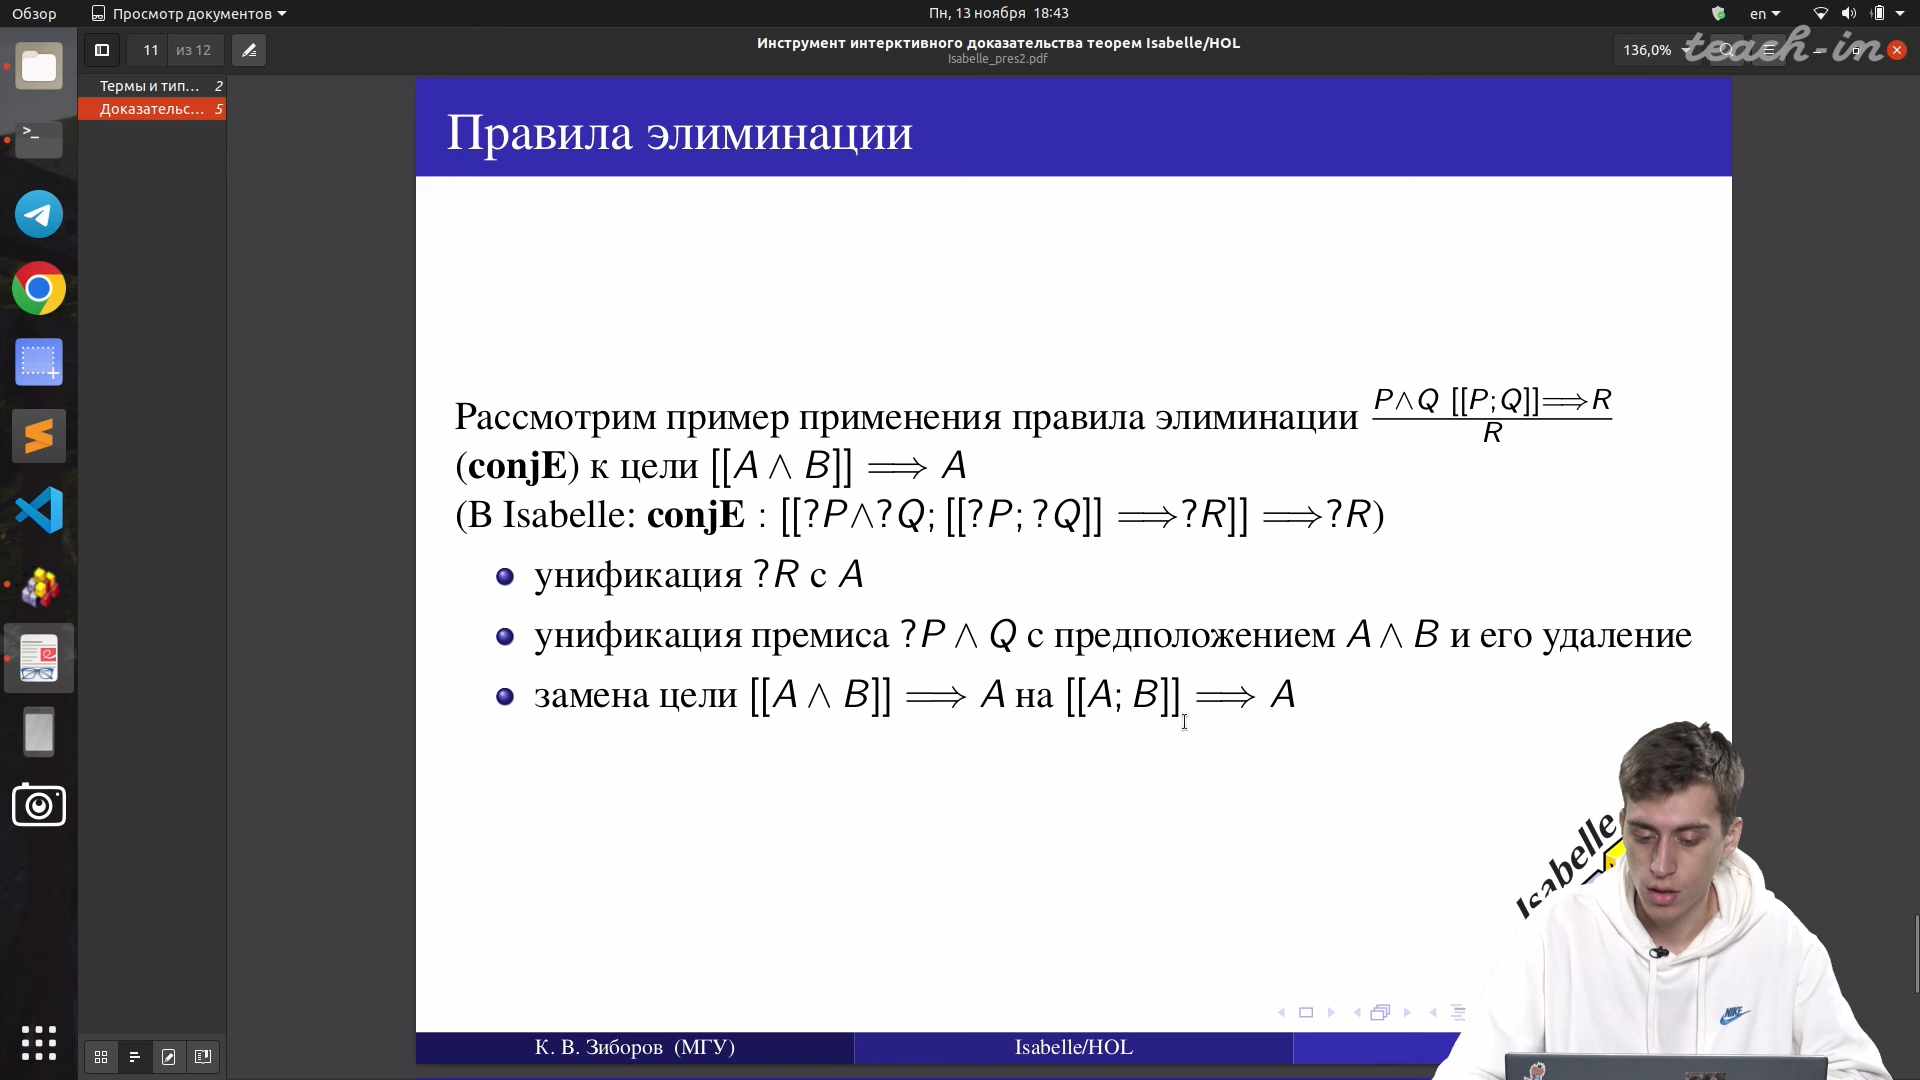 Обзор
Просмотр документов
Пн, 13 ноября 18:43
en
11 из 12
Инструмент интерктивного доказательства теорем Isabelle/HOL
Isabelle_pres2.pdf
136,0%
teach-in
Термы и тип... 2
Доказательс... 5
Правила элиминации
Рассмотрим пример применения правила элиминации P∧Q [[P;Q]]⟹R / R
(conjE) к цели [[A ∧ B]] ⟹ A
(В Isabelle: conjE : [[?P∧?Q; [[?P; ?Q]] ⟹?R]] ⟹?R)
унификация ?R с A
унификация премиса ?P ∧ Q с предположением A ∧ B и его удаление
замена цели [[A ∧ B]] ⟹ A на [[A; B]] ⟹ A
Isabelle
NIKE
К. В. Зиборов (МГУ)
Isabelle/HOL